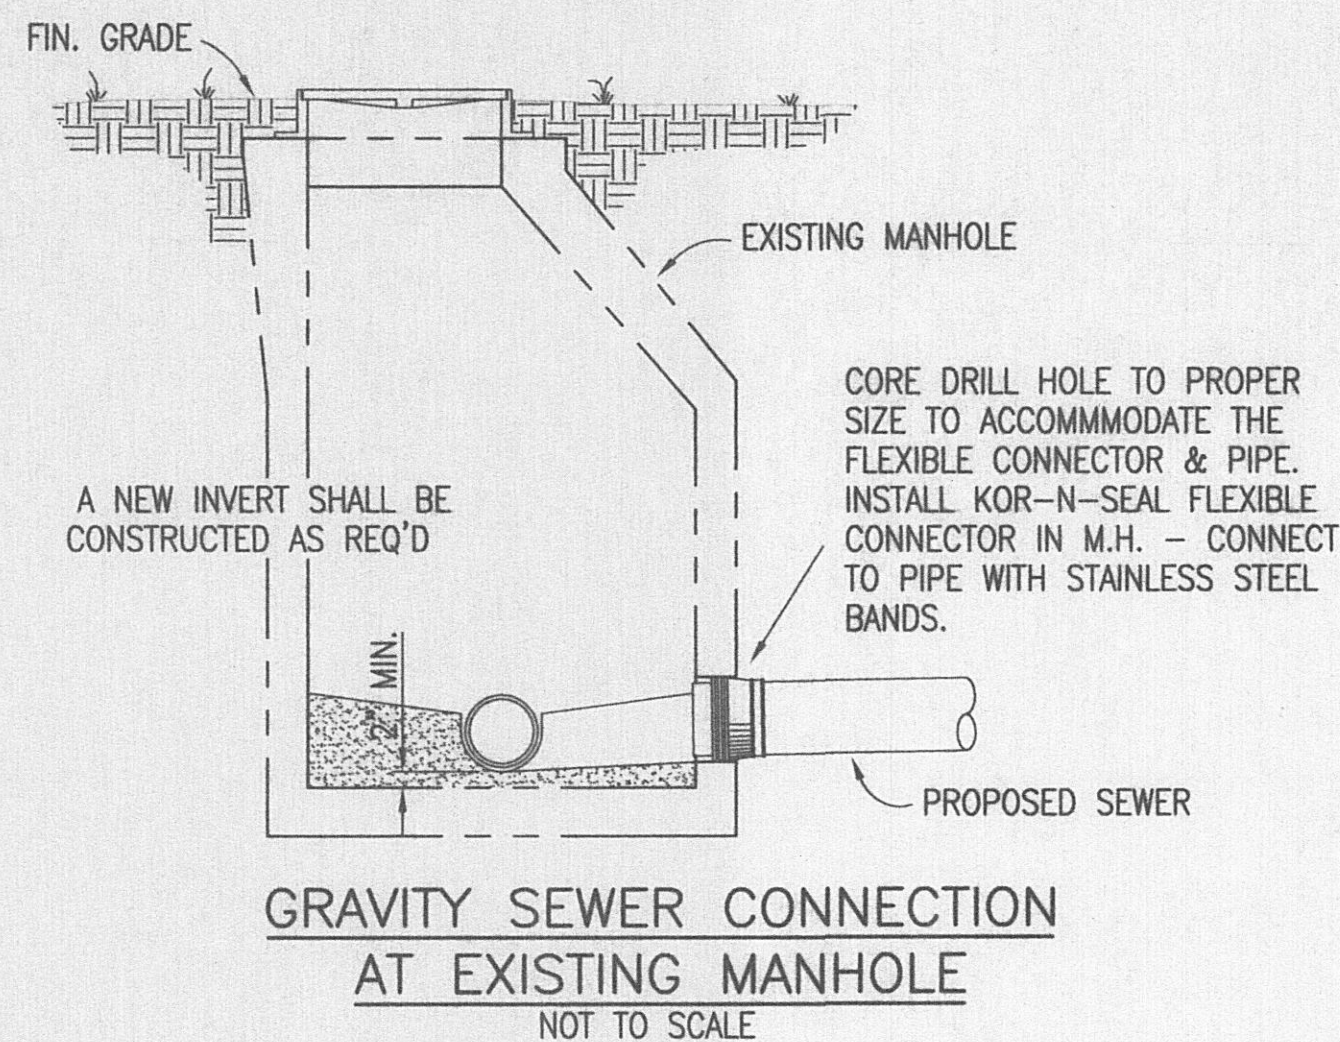 FIN. GRADE
EXISTING MANHOLE
CORE DRILL HOLE TO PROPER
SIZE TO ACCOMMMODATE THE
FLEXIBLE CONNECTOR & PIPE.
INSTALL KOR-N-SEAL FLEXIBLE
CONNECTOR IN M.H. - CONNECT
TO PIPE WITH STAINLESS STEEL
BANDS.
A NEW INVERT SHALL BE
CONSTRUCTED AS REQ'D
2" MIN.
PROPOSED SEWER
GRAVITY SEWER CONNECTION
AT EXISTING MANHOLE
NOT TO SCALE